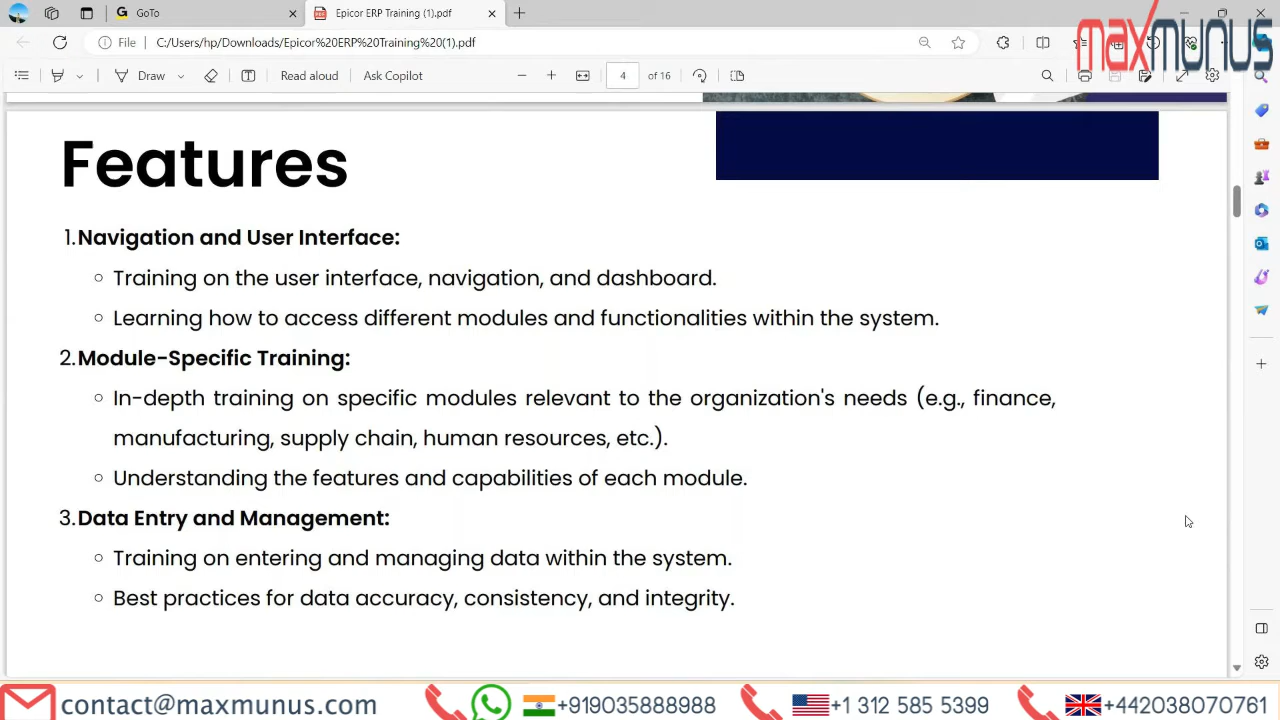 GoTo
Epicor ERP Training (1).pdf
File
C:/Users/hp/Downloads/Epicor%20ERP%20Training%20(1).pdf
maxmunus
Draw
Read aloud
Ask Copilot
4
of 16
Features
1.Navigation and User Interface:
Training on the user interface, navigation, and dashboard.
Learning how to access different modules and functionalities within the system.
2.Module-Specific Training:
In-depth training on specific modules relevant to the organization's needs (e.g., finance,
manufacturing, supply chain, human resources, etc.).
Understanding the features and capabilities of each module.
3.Data Entry and Management:
Training on entering and managing data within the system.
Best practices for data accuracy, consistency, and integrity.
contact@maxmunus.com
+919035888988
+1 312 585 5399
+442038070761